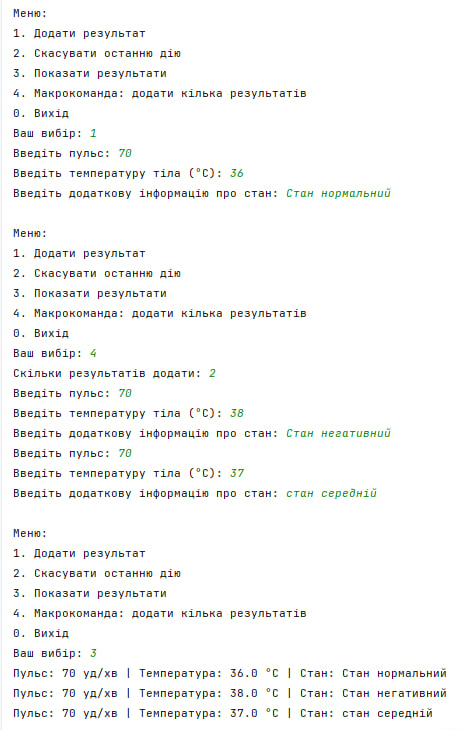 Меню:
1. Додати результат
2. Скасувати останню дію
3. Показати результати
4. Макрокоманда: додати кілька результатів
0. Вихід
Ваш вибір: 1
Введіть пульс: 70
Введіть температуру тіла (°C): 36
Введіть додаткову інформацію про стан: Стан нормальний

Меню:
1. Додати результат
2. Скасувати останню дію
3. Показати результати
4. Макрокоманда: додати кілька результатів
0. Вихід
Ваш вибір: 4
Скільки результатів додати: 2
Введіть пульс: 70
Введіть температуру тіла (°C): 38
Введіть додаткову інформацію про стан: Стан негативний
Введіть пульс: 70
Введіть температуру тіла (°C): 37
Введіть додаткову інформацію про стан: стан середній

Меню:
1. Додати результат
2. Скасувати останню дію
3. Показати результати
4. Макрокоманда: додати кілька результатів
0. Вихід
Ваш вибір: 3
Пульс: 70 уд/хв | Температура: 36.0 °C | Стан: Стан нормальний
Пульс: 70 уд/хв | Температура: 38.0 °C | Стан: Стан негативний
Пульс: 70 уд/хв | Температура: 37.0 °C | Стан: стан середній